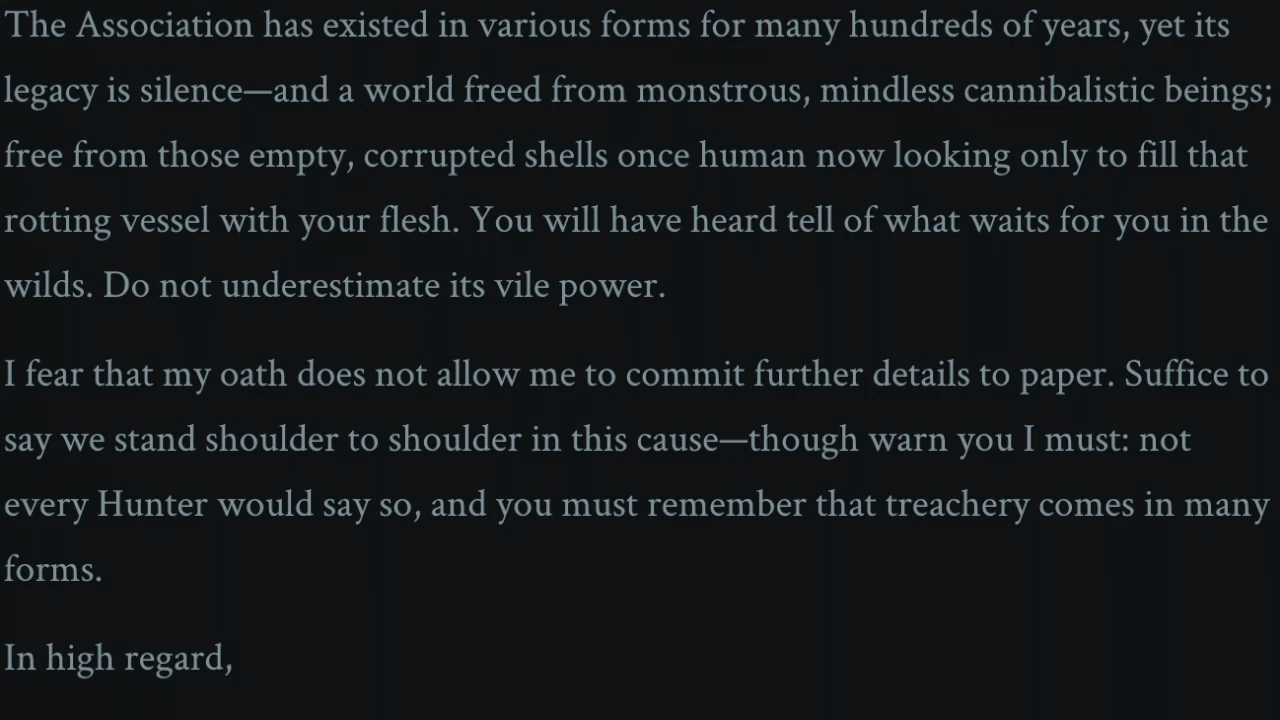 The Association has existed in various forms for many hundreds of years, yet its
legacy is silence—and a world freed from monstrous, mindless cannibalistic beings;
free from those empty, corrupted shells once human now looking only to fill that
rotting vessel with your flesh. You will have heard tell of what waits for you in the
wilds. Do not underestimate its vile power.
I fear that my oath does not allow me to commit further details to paper. Suffice to
say we stand shoulder to shoulder in this cause—though warn you I must: not
every Hunter would say so, and you must remember that treachery comes in many
forms.
In high regard,